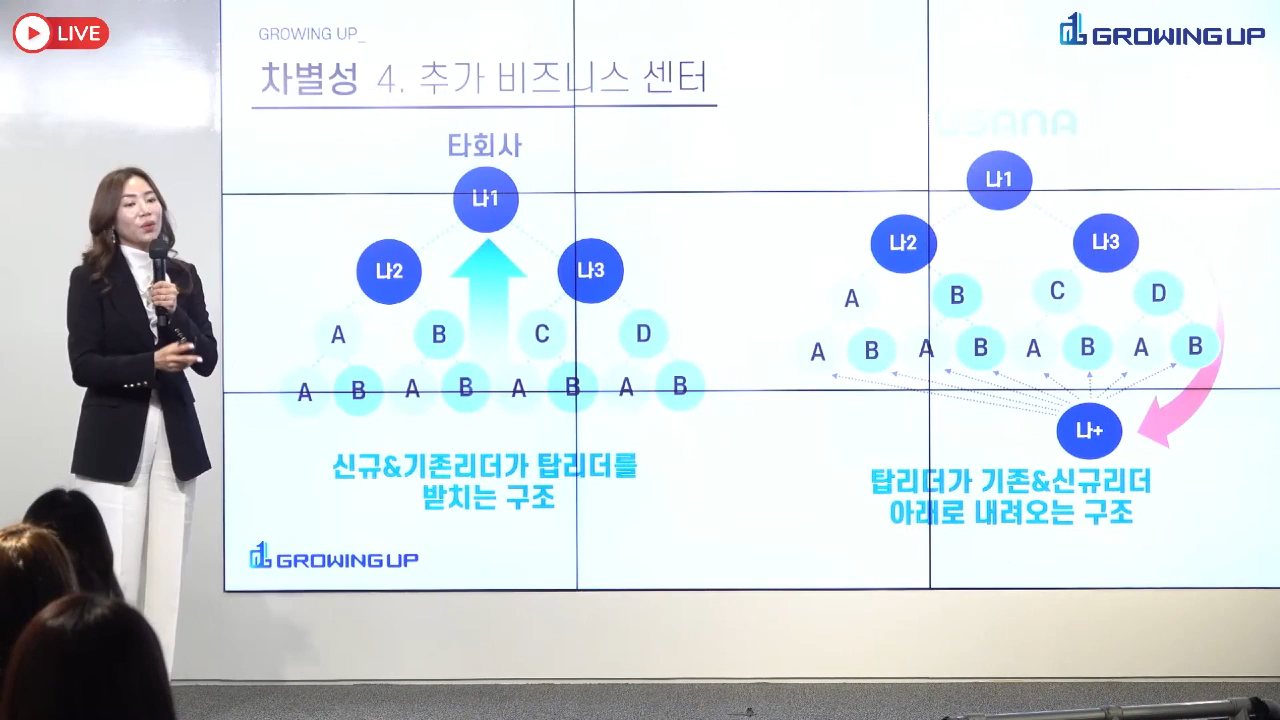 LIVE
GROWING UP
GROWING UP_
차별성 4. 추가 비즈니스 센터
타회사
나1
나2
나3
A B C D
A B A B A B A B
신규&기존리더가 탑리더를
받치는 구조
GROWING UP
USANA
나1
나2
나3
A B C D
A B A B A B A B
나+
탑리더가 기존&신규리더
아래로 내려오는 구조